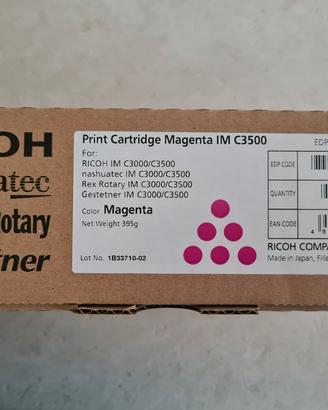 OH
Print Cartridge Magenta IM C3500
EDP
For:
RICOH IM C3000/C3500
nashuatec IM C3000/C3500
Rex Rotary IM C3000/C3500
Gestetner IM C3000/C3500
EDP CODE
atec
Color Magenta
QUANTITY
Net Weight 395g
Rotary
EAN CODE
4
RICOH COMPA
tner
Lot No. 1B33710-02
Made in Japan, Fille